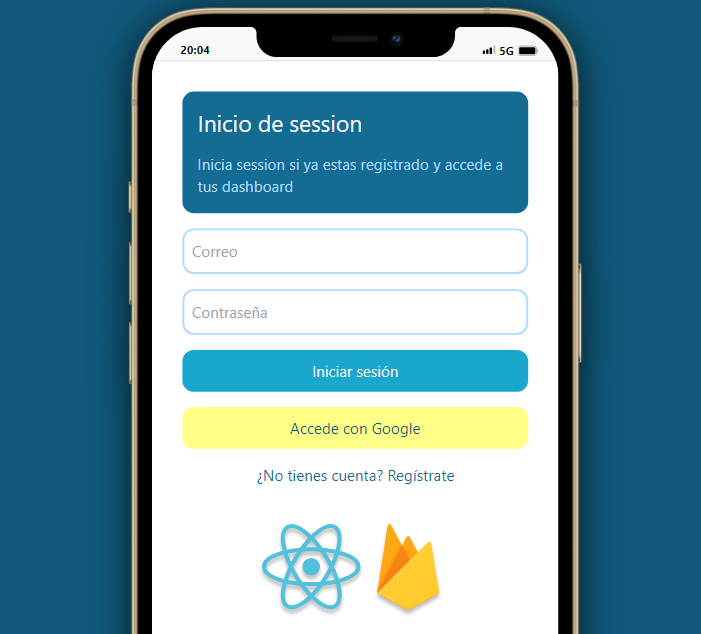 20:04
5G
Inicio de session
Inicia session si ya estas registrado y accede a
tus dashboard
Correo
Contraseña
Iniciar sesión
Accede con Google
¿No tienes cuenta? Regístrate